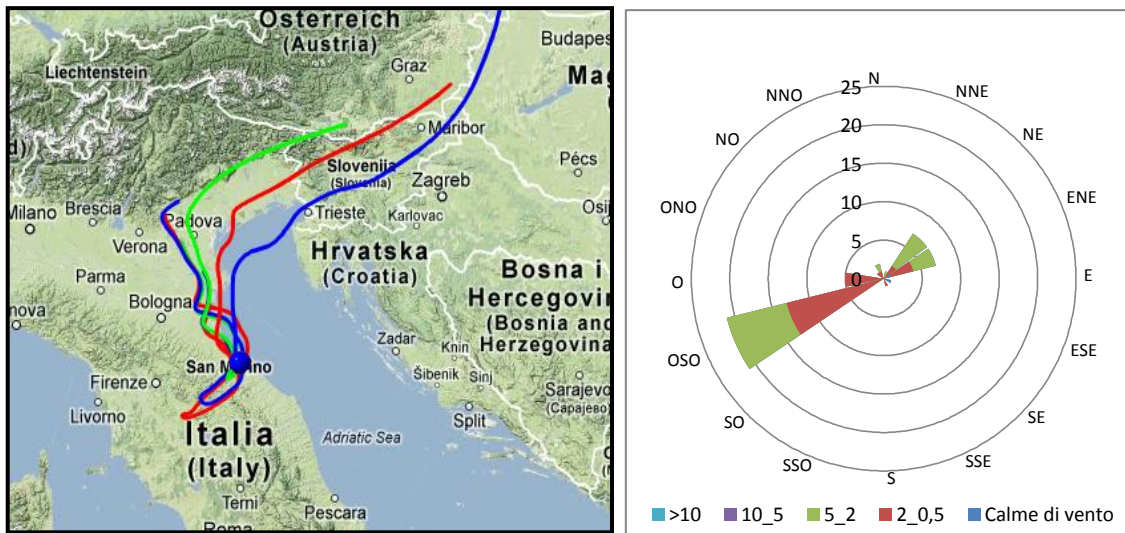 Österreich
(Austria)
Budapes
Liechtenstein
Graz
Mag
Maribor
Slovenija
(Slovenia)
Pécs
Zagreb
Milano
Brescia
Padova
Trieste
Karlovac
Osij
Verona
Hrvatska
(Croatia)
Parma
Bosna i
Hercegovin
(Bosnia and
Herzegovina
Bologna
nova
Zadar
Knin
San Marino
Šibenik
Sinj
Firenze
Sarajevo
(Сарајево)
Livorno
Split
Italia
(Italy)
Adriatic Sea
Terni
Pescara
Roma
N
NNE
NE
ENE
E
ESE
SE
SSE
S
SSO
SO
OSO
O
ONO
NO
NNO
25
20
15
10
5
0
>10
10_5
5_2
2_0,5
Calme di vento